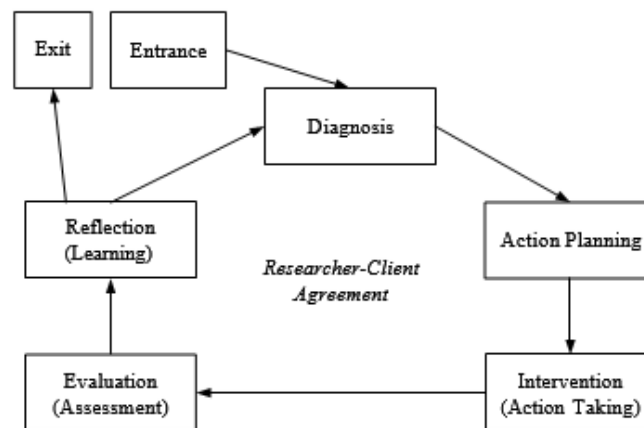 Exit
Entrance
Diagnosis
Reflection
(Learning)
Action Planning
Researcher-Client
Agreement
Evaluation
(Assessment)
Intervention
(Action Taking)